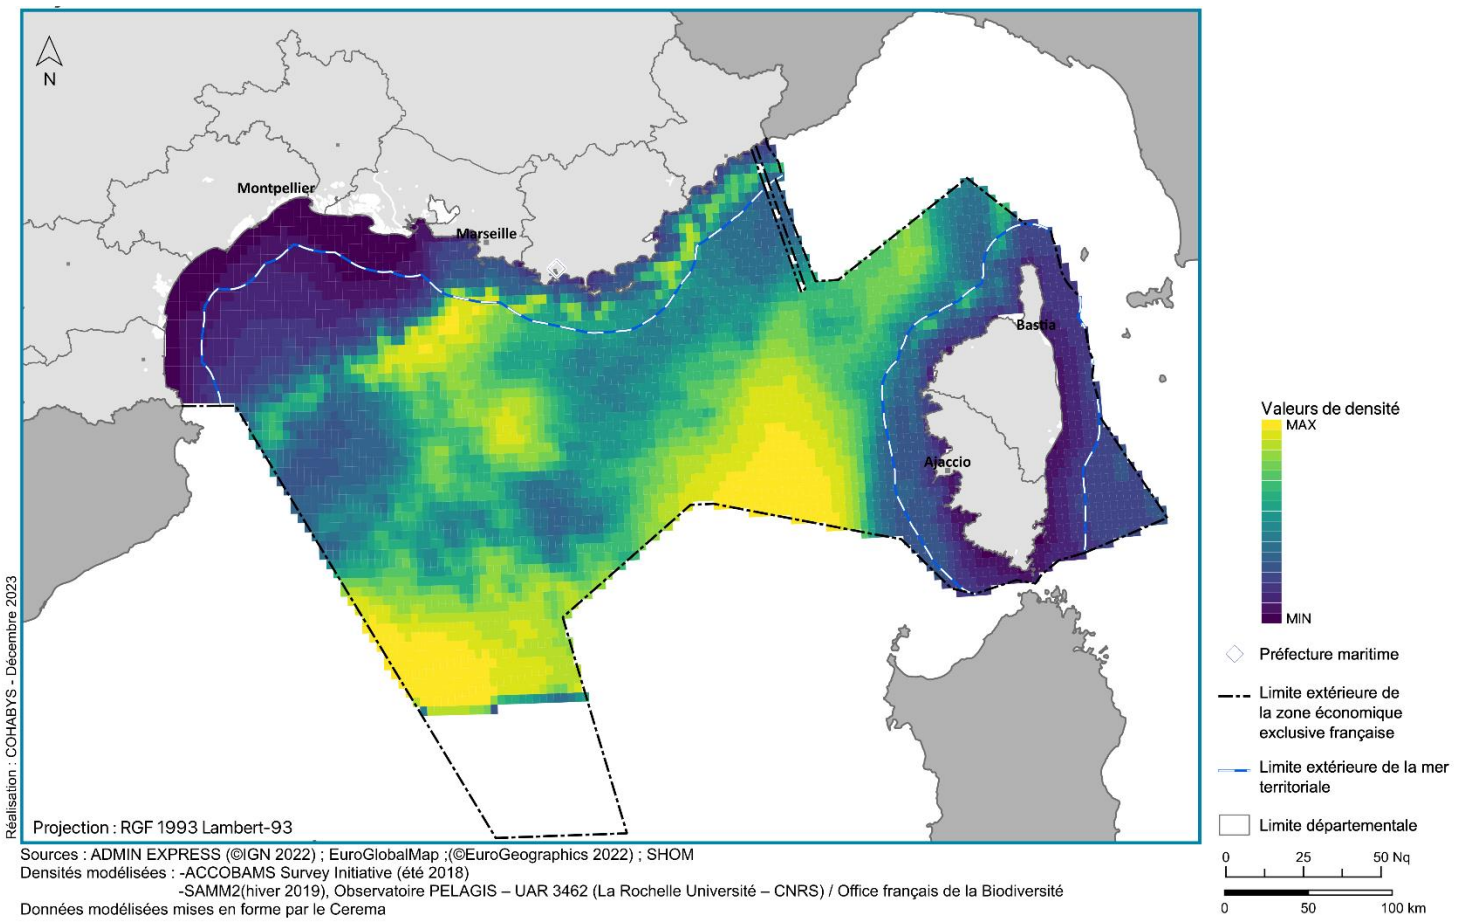 N
Montpellier
Marseille
Bastia
Ajaccio
Valeurs de densité
MAX
MIN
Préfecture maritime
Limite extérieure de
la zone économique
exclusive française
Limite extérieure de la mer
territoriale
Limite départementale
0 25 50 Nq
0 50 100 km
Réalisation : COHABYS - Décembre 2023
Projection : RGF 1993 Lambert-93
Sources : ADMIN EXPRESS (©IGN 2022) ; EuroGlobalMap ;(©EuroGeographics 2022) ; SHOM
Densités modélisées : -ACCOBAMS Survey Initiative (été 2018)
-SAMM2(hiver 2019), Observatoire PELAGIS – UAR 3462 (La Rochelle Université – CNRS) / Office français de la Biodiversité
Données modélisées mises en forme par le Cerema